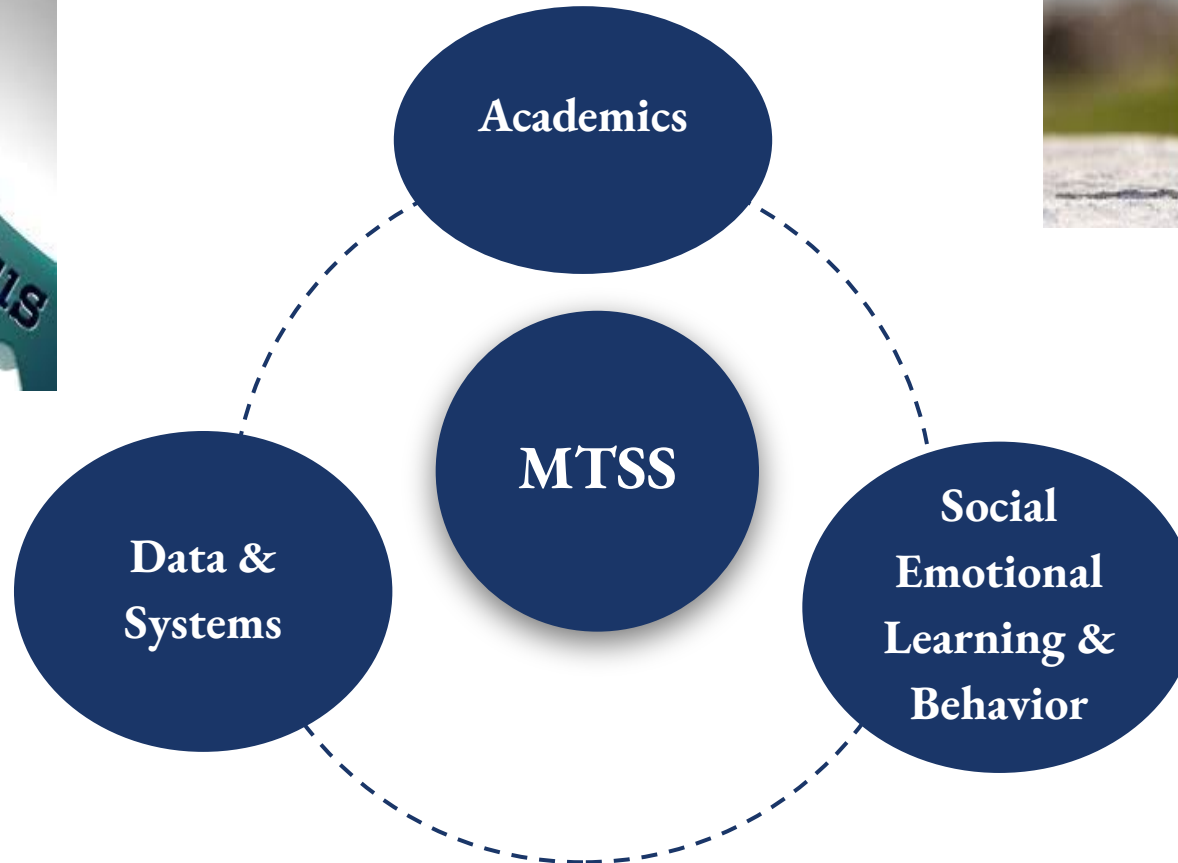 Academics
MTSS
Data &
Systems
Social
Emotional
Learning &
Behavior